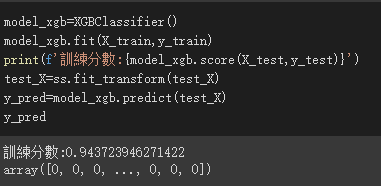 model_xgb=XGBClassifier()
model_xgb.fit(X_train,y_train)
print(f'訓練分數:{model_xgb.score(X_test,y_test)}')
test_X=ss.fit_transform(test_X)
y_pred=model_xgb.predict(test_X)
y_pred
訓練分數:0.943723946271422
array([0, 0, 0, ..., 0, 0, 0])